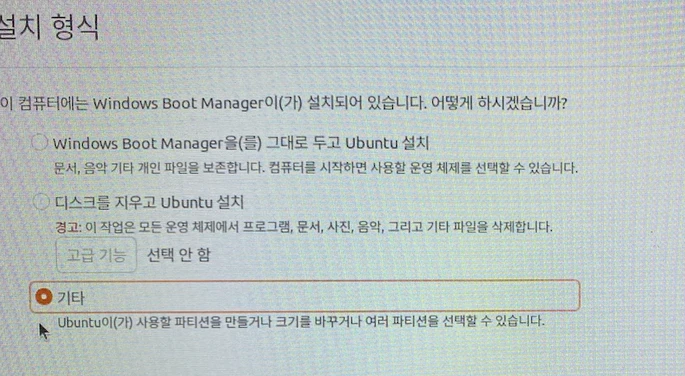 설치 형식
이 컴퓨터에는 Windows Boot Manager이(가) 설치되어 있습니다. 어떻게 하시겠습니까?
Windows Boot Manager을(를) 그대로 두고 Ubuntu 설치
문서, 음악 기타 개인 파일을 보존합니다. 컴퓨터를 시작하면 사용할 운영 체제를 선택할 수 있습니다.
디스크를 지우고 Ubuntu 설치
경고: 이 작업은 모든 운영 체제에서 프로그램, 문서, 사진, 음악, 그리고 기타 파일을 삭제합니다.
고급 기능 선택 안 함
기타
Ubuntu이(가) 사용할 파티션을 만들거나 크기를 바꾸거나 여러 파티션을 선택할 수 있습니다.